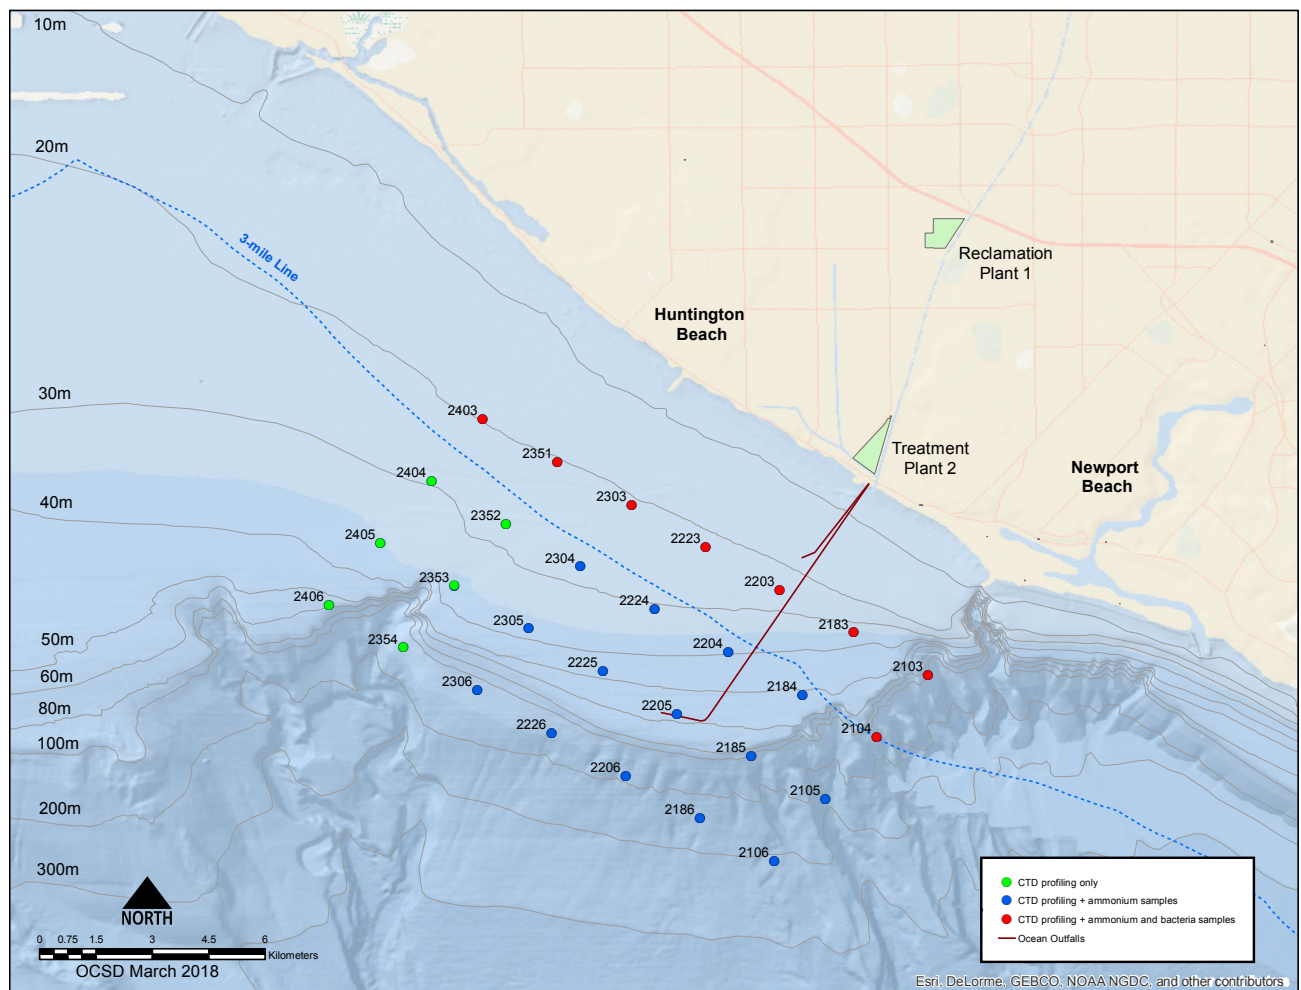 10m
20m
3-mile Line
Reclamation
Plant 1
Huntington
Beach
30m
2403
2351
Treatment
Plant 2
Newport
Beach
2404
2303
40m
2352
2223
2405
2304
2353
2203
2406
2224
2305
2183
50m
2354
2204
60m
2225
2103
2306
2184
80m
2205
100m
2226
2104
2185
2206
2105
200m
2186
2106
300m
NORTH
0 0.75 1.5 3 4.5 6
Kilometers
OCSD March 2018
CTD profiling only
CTD profiling + ammonium samples
CTD profiling + ammonium and bacteria samples
Ocean Outfalls
Esri, DeLorme, GEBCO, NOAA NGDC, and other contributors